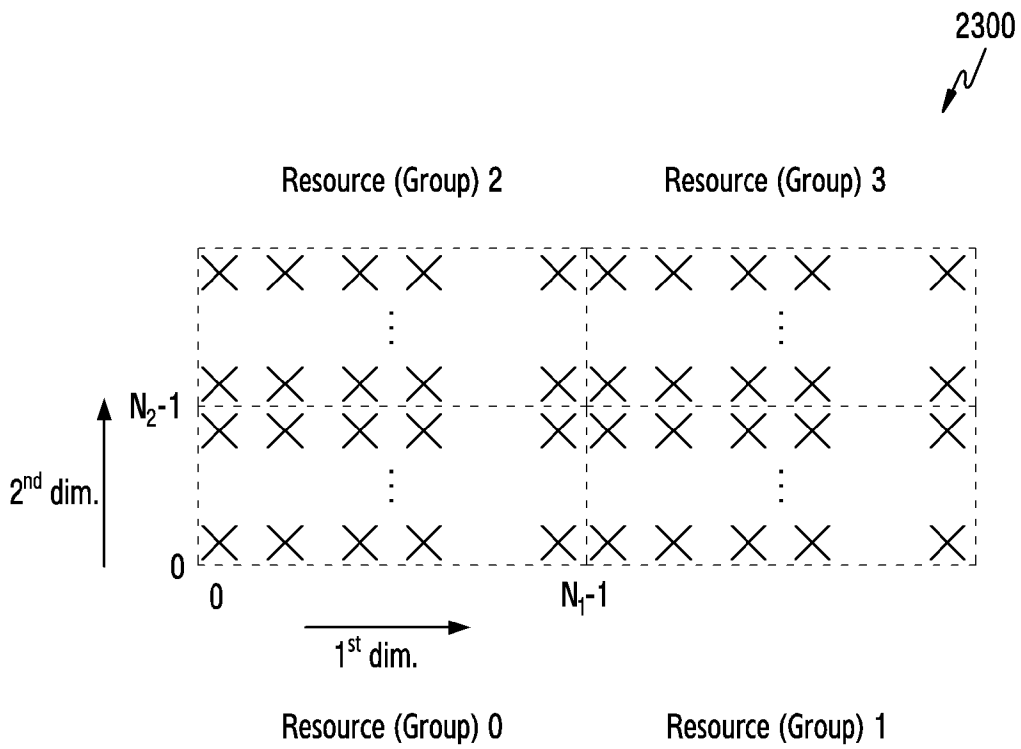 2300
Resource (Group) 2
Resource (Group) 3
⋮ ⋮
N₂-1
2ⁿᵈ dim.
⋮ ⋮
0
0
N₁-1
1ˢᵗ dim.
Resource (Group) 0
Resource (Group) 1